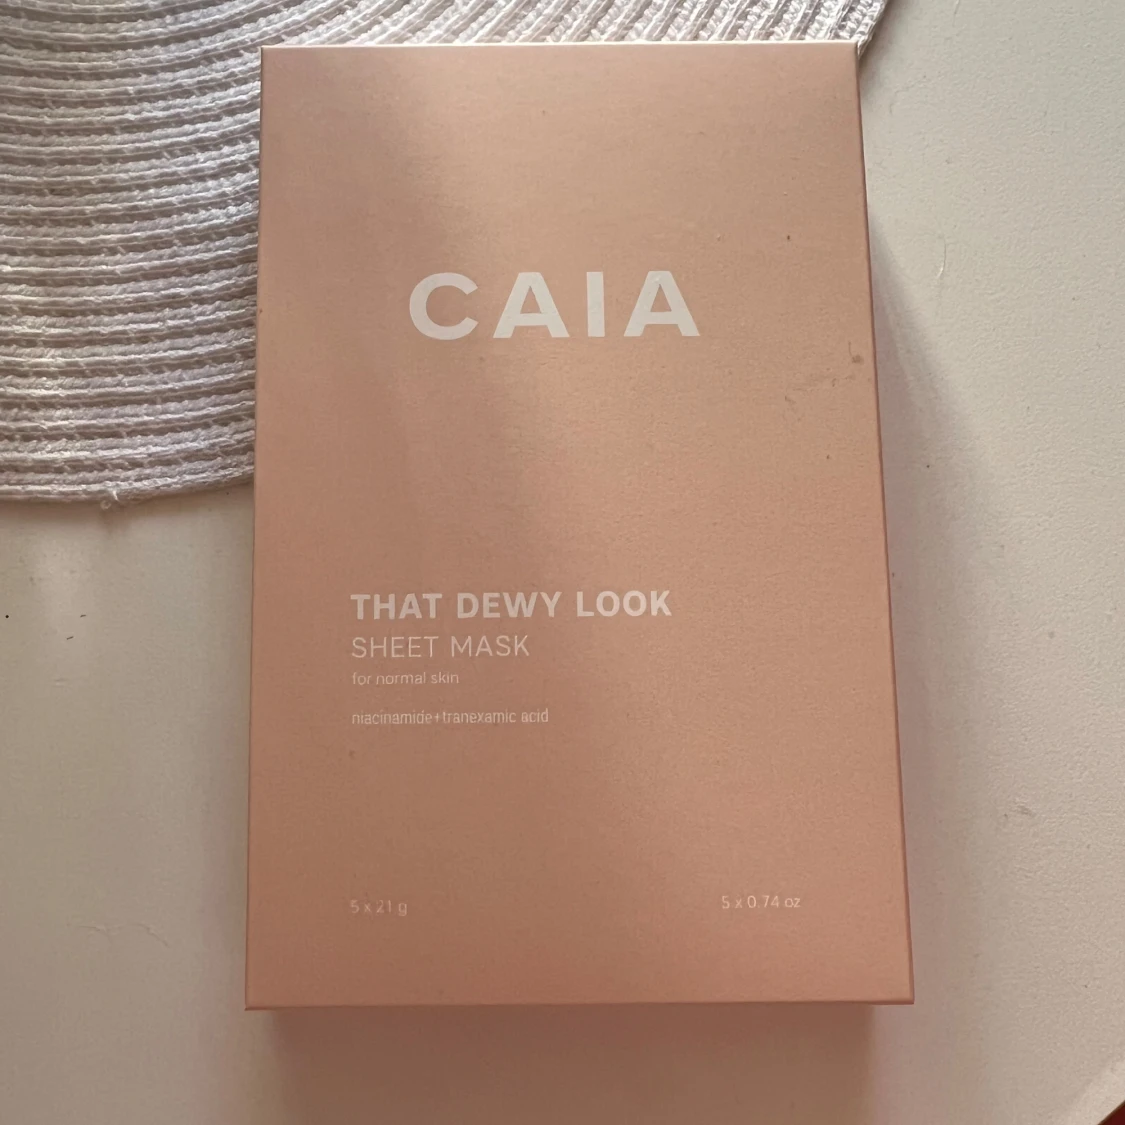 CAIA
THAT DEWY LOOK
SHEET MASK
for normal skin
niacinamide+tranexamic acid
5 x 21 g
5 x 0.74 oz